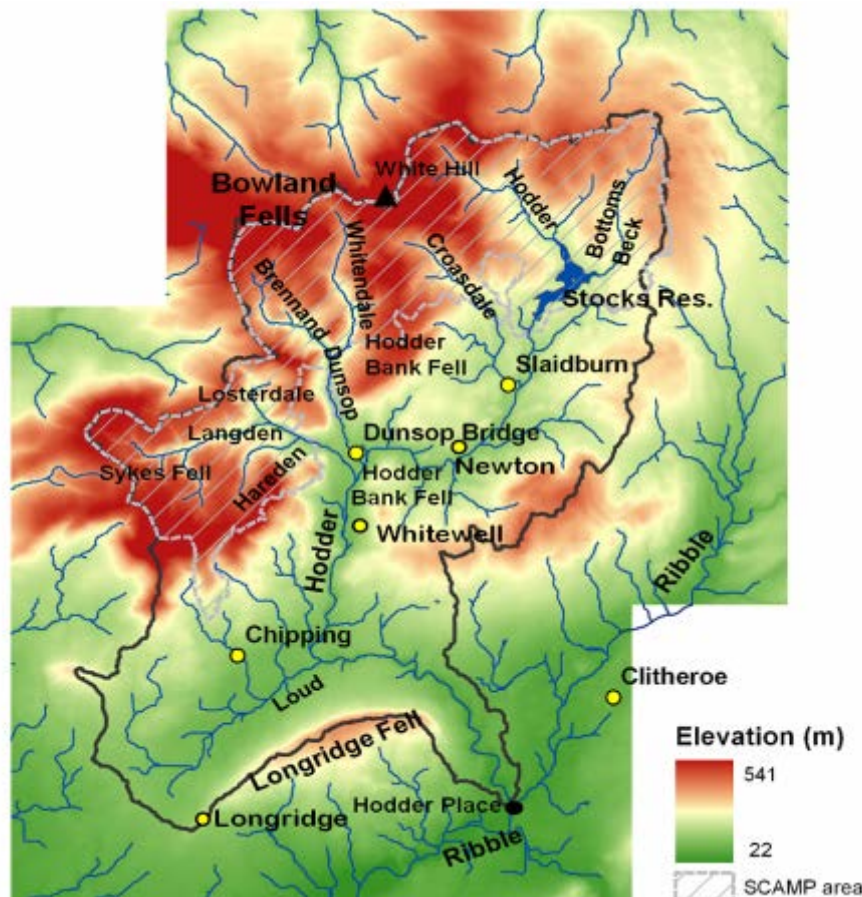 White Hill
Bowland
Fells
Hodder
Bottoms
Beck
Whitendale
Croasdale
Brennand
Stocks Res.
Dunsop
Hodder
Bank Fell
Slaidburn
Losterdale
Langden
Dunsop Bridge
Sykes Fell
Hareden
Hodder
Bank Fell
Newton
Whitewell
Hodder
Ribble
Chipping
Clitheroe
Loud
Longridge Fell
Elevation (m)
541
Hodder Place
Longridge
Ribble
22
SCAMP area